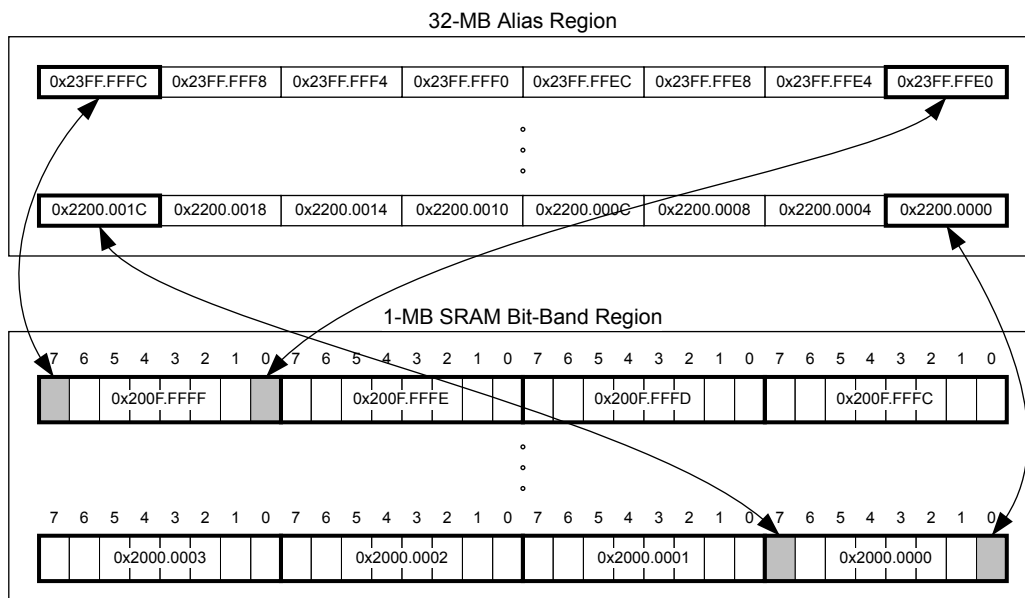 32-MB Alias Region
0x23FF.FFFC 0x23FF.FFF8 0x23FF.FFF4 0x23FF.FFF0 0x23FF.FFEC 0x23FF.FFE8 0x23FF.FFE4 0x23FF.FFE0
0x2200.001C 0x2200.0018 0x2200.0014 0x2200.0010 0x2200.000C 0x2200.0008 0x2200.0004 0x2200.0000
1-MB SRAM Bit-Band Region
7 6 5 4 3 2 1 0 7 6 5 4 3 2 1 0 7 6 5 4 3 2 1 0 7 6 5 4 3 2 1 0
0x200F.FFFF 0x200F.FFFE 0x200F.FFFD 0x200F.FFFC
7 6 5 4 3 2 1 0 7 6 5 4 3 2 1 0 7 6 5 4 3 2 1 0 7 6 5 4 3 2 1 0
0x2000.0003 0x2000.0002 0x2000.0001 0x2000.0000